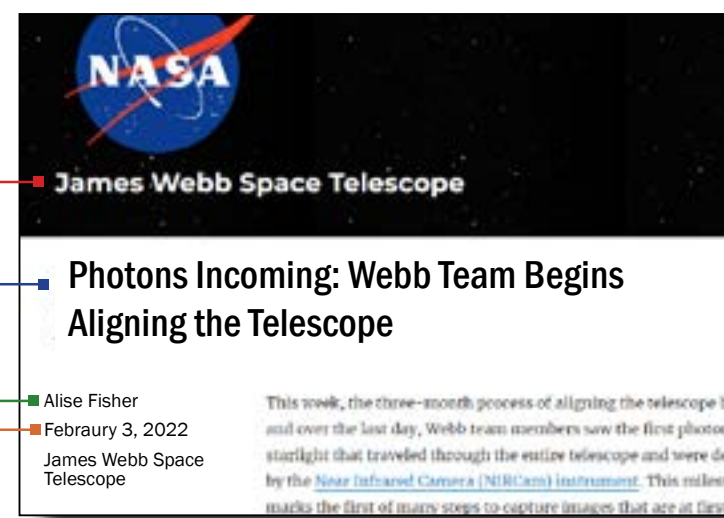 NASA
James Webb Space Telescope
Photons Incoming: Webb Team Begins
Aligning the Telescope
Alise Fisher
Febraury 3, 2022
James Webb Space
Telescope
This week, the three-month process of aligning the telescope
and over the last day, Webb team members saw the first
starlight that traveled through the entire telescope and were
by the Near Infrared Camera (NIRCam) instrument. This
marks the first of many steps to capture images that are at